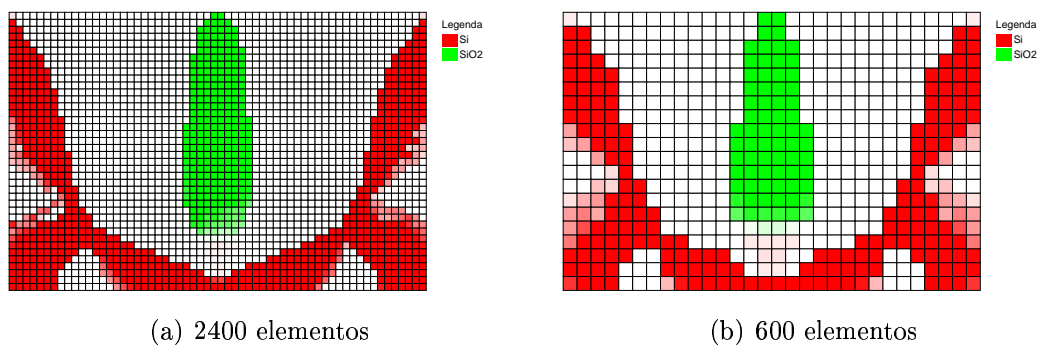 Legenda
Si
SiO2
Legenda
Si
SiO2
(a) 2400 elementos
(b) 600 elementos